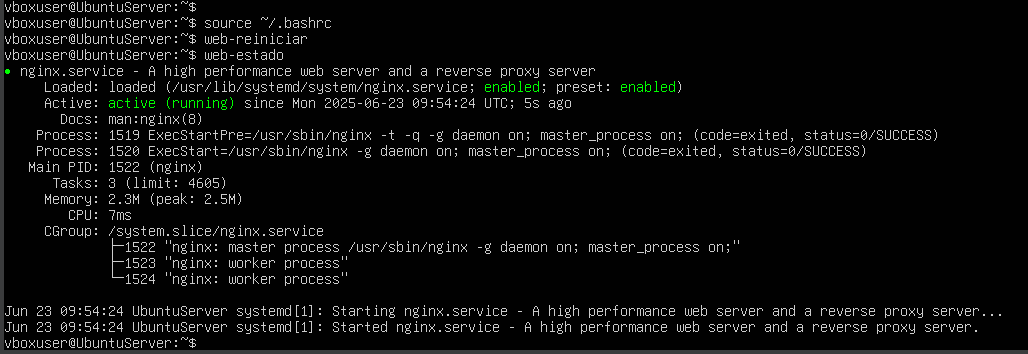 vboxuser@UbuntuServer:~$
vboxuser@UbuntuServer:~$ source ~/.bashrc
vboxuser@UbuntuServer:~$ web-reiniciar
vboxuser@UbuntuServer:~$ web-estado
● nginx.service - A high performance web server and a reverse proxy server
     Loaded: loaded (/usr/lib/systemd/system/nginx.service; enabled; preset: enabled)
     Active: active (running) since Mon 2025-06-23 09:54:24 UTC; 5s ago
       Docs: man:nginx(8)
    Process: 1519 ExecStartPre=/usr/sbin/nginx -t -q -g daemon on; master_process on; (code=exited, status=0/SUCCESS)
    Process: 1520 ExecStart=/usr/sbin/nginx -g daemon on; master_process on; (code=exited, status=0/SUCCESS)
   Main PID: 1522 (nginx)
      Tasks: 3 (limit: 4605)
     Memory: 2.3M (peak: 2.5M)
        CPU: 7ms
     CGroup: /system.slice/nginx.service
             ├─1522 "nginx: master process /usr/sbin/nginx -g daemon on; master_process on;"
             ├─1523 "nginx: worker process"
             └─1524 "nginx: worker process"

Jun 23 09:54:24 UbuntuServer systemd[1]: Starting nginx.service - A high performance web server and a reverse proxy server...
Jun 23 09:54:24 UbuntuServer systemd[1]: Started nginx.service - A high performance web server and a reverse proxy server.
vboxuser@UbuntuServer:~$